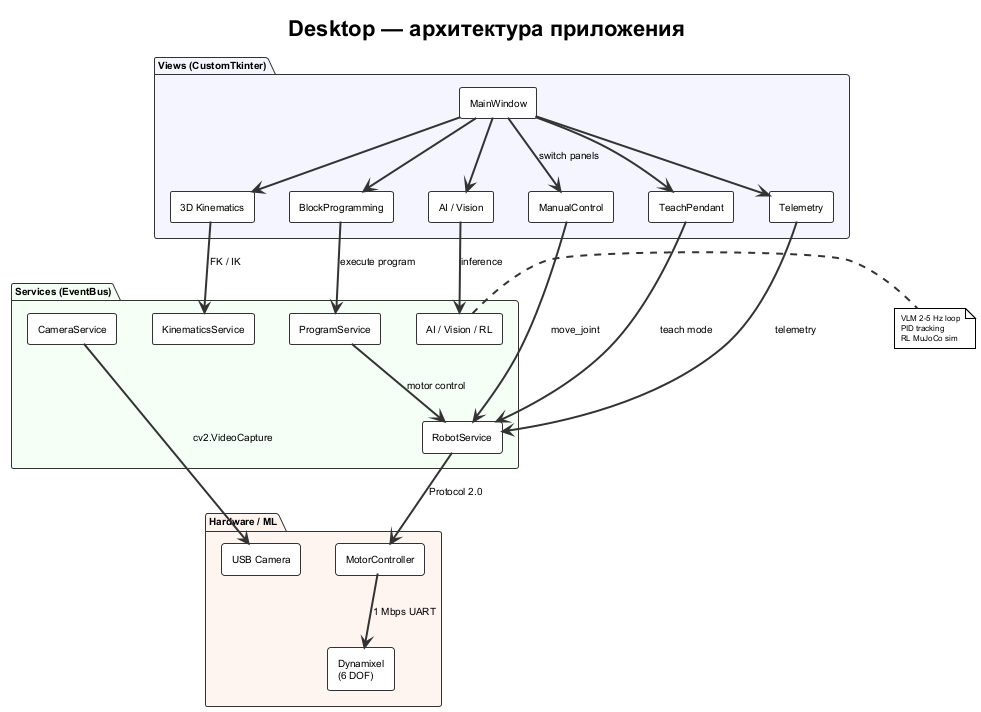 Desktop — архитектура приложения
Views (CustomTkinter)
MainWindow
switch panels
3D Kinematics
BlockProgramming
AI / Vision
ManualControl
TeachPendant
Telemetry
FK / IK
execute program
inference
Services (EventBus)
CameraService
KinematicsService
ProgramService
AI / Vision / RL
VLM 2-5 Hz loop
PID tracking
RL MuJoCo sim
move_joint
teach mode
telemetry
motor control
cv2.VideoCapture
RobotService
Protocol 2.0
Hardware / ML
USB Camera
MotorController
1 Mbps UART
Dynamixel
(6 DOF)